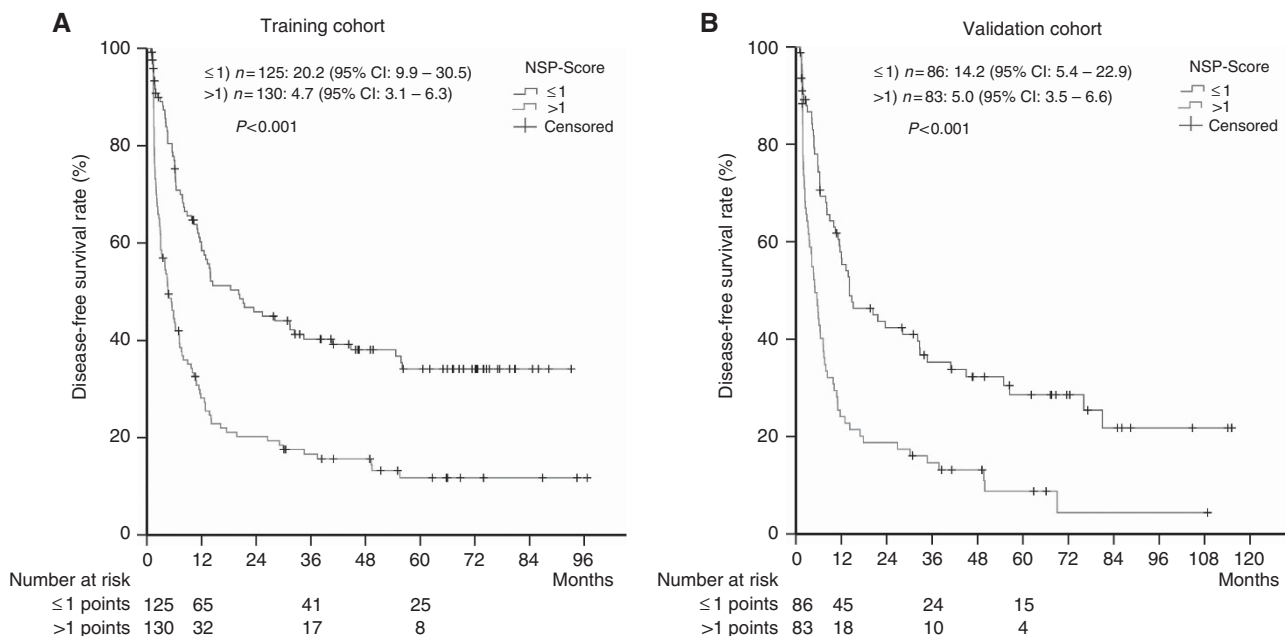 A
Training cohort
≤1) n=125: 20.2 (95% CI: 9.9 – 30.5)
>1) n=130: 4.7 (95% CI: 3.1 – 6.3)
P<0.001
NSP-Score
≤1
>1
Censored
Disease-free survival rate (%)
100
80
60
40
20
0
0 12 24 36 48 60 72 84 96
Months
Number at risk
≤1 points 125 65 41 25
>1 points 130 32 17 8
B
Validation cohort
≤1) n=86: 14.2 (95% CI: 5.4 – 22.9)
>1) n=83: 5.0 (95% CI: 3.5 – 6.6)
P<0.001
NSP-Score
≤1
>1
Censored
Disease-free survival rate (%)
100
80
60
40
20
0
0 12 24 36 48 60 72 84 96 108 120
Months
Number at risk
≤1 points 86 45 24 15
>1 points 83 18 10 4